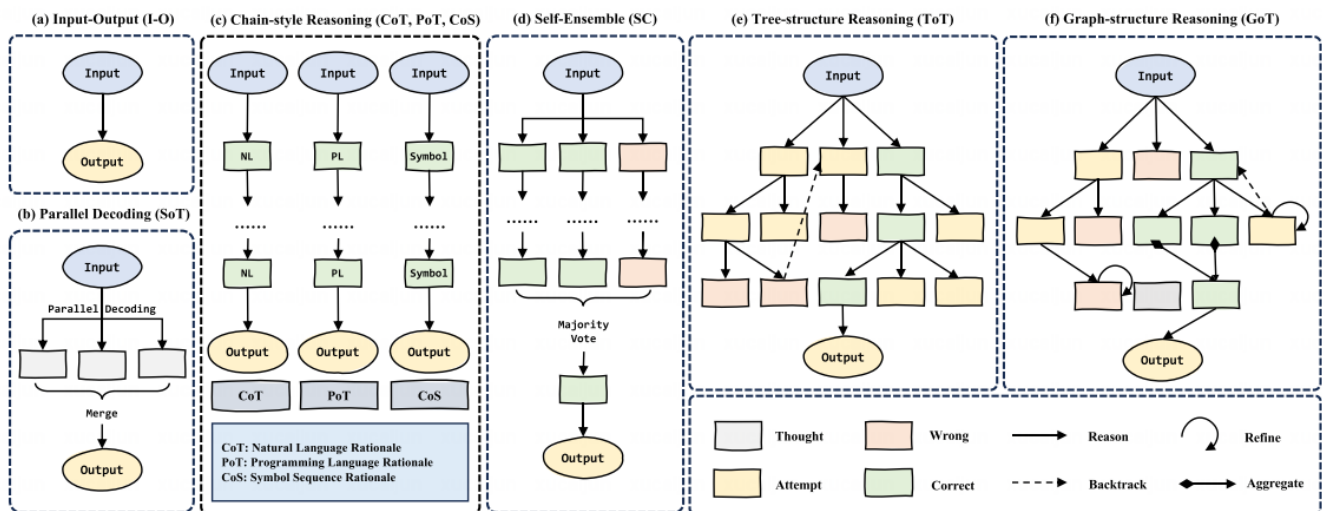 (a) Input-Output (I-O)
Input
Output
(b) Parallel Decoding (SoT)
Input
Parallel Decoding
Merge
Output
(c) Chain-style Reasoning (CoT, PoT, CoS)
Input Input Input
NL PL Symbol
...... ...... ......
NL PL Symbol
Output Output Output
CoT PoT CoS
CoT: Natural Language Rationale
PoT: Programming Language Rationale
CoS: Symbol Sequence Rationale
(d) Self-Ensemble (SC)
Input
...... ......
Majority
Vote
Output
(e) Tree-structure Reasoning (ToT)
Input
Output
(f) Graph-structure Reasoning (GoT)
Input
Output
Thought Wrong Reason Refine
Attempt Correct Backtrack Aggregate